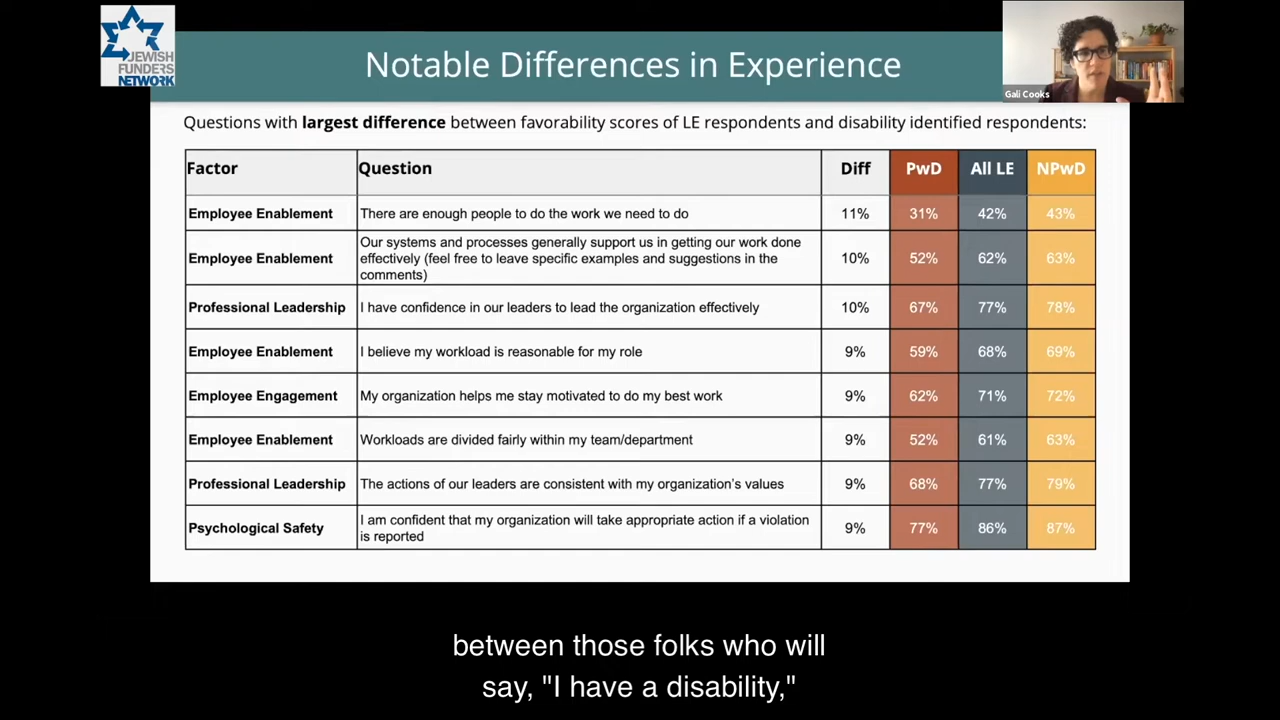 JEWISH
FUNDERS
NETWORK
Notable Differences in Experience
Gali Cooks
Questions with largest difference between favorability scores of LE respondents and disability identified respondents:
Factor Question Diff PwD All LE NPwD
Employee Enablement There are enough people to do the work we need to do 11% 31% 42% 43%
Our systems and processes generally support us in getting our work done
Employee Enablement effectively (feel free to leave specific examples and suggestions in the 10% 52% 62% 63%
comments)
Professional Leadership I have confidence in our leaders to lead the organization effectively 10% 67% 77% 78%
Employee Enablement I believe my workload is reasonable for my role 9% 59% 68% 69%
Employee Engagement My organization helps me stay motivated to do my best work 9% 62% 71% 72%
Employee Enablement Workloads are divided fairly within my team/department 9% 52% 61% 63%
Professional Leadership The actions of our leaders are consistent with my organization's values 9% 68% 77% 79%
I am confident that my organization will take appropriate action if a violation
Psychological Safety 9% 77% 86% 87%
is reported
between those folks who will
say, "I have a disability,"